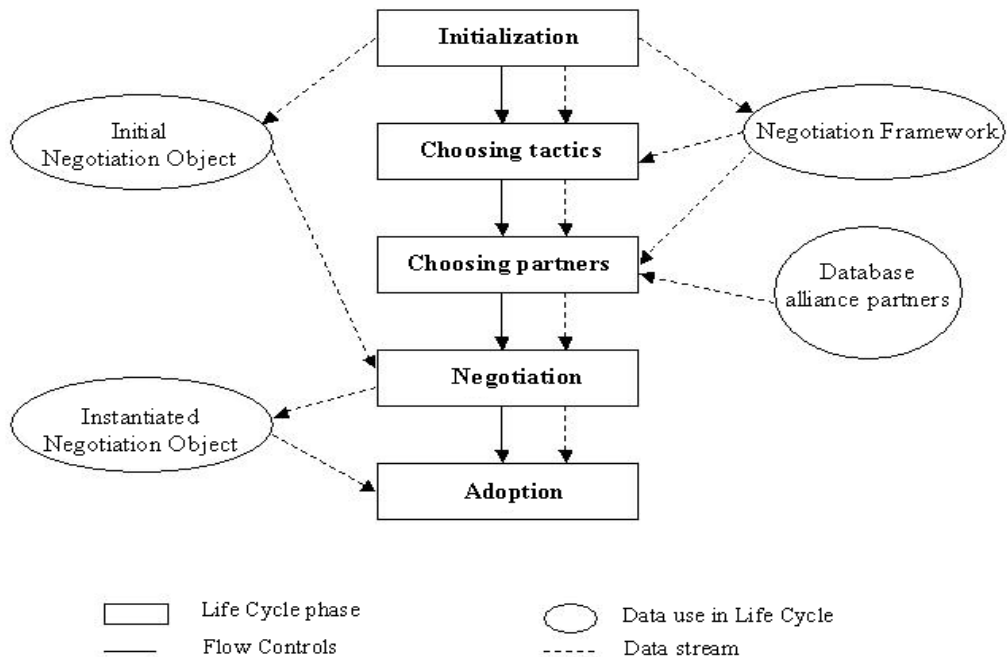 Initialization
Initial
Negotiation Object
Choosing tactics
Negotiation Framework
Choosing partners
Database
alliance partners
Negotiation
Instantiated
Negotiation Object
Adoption
Life Cycle phase
Data use in Life Cycle
Flow Controls
Data stream